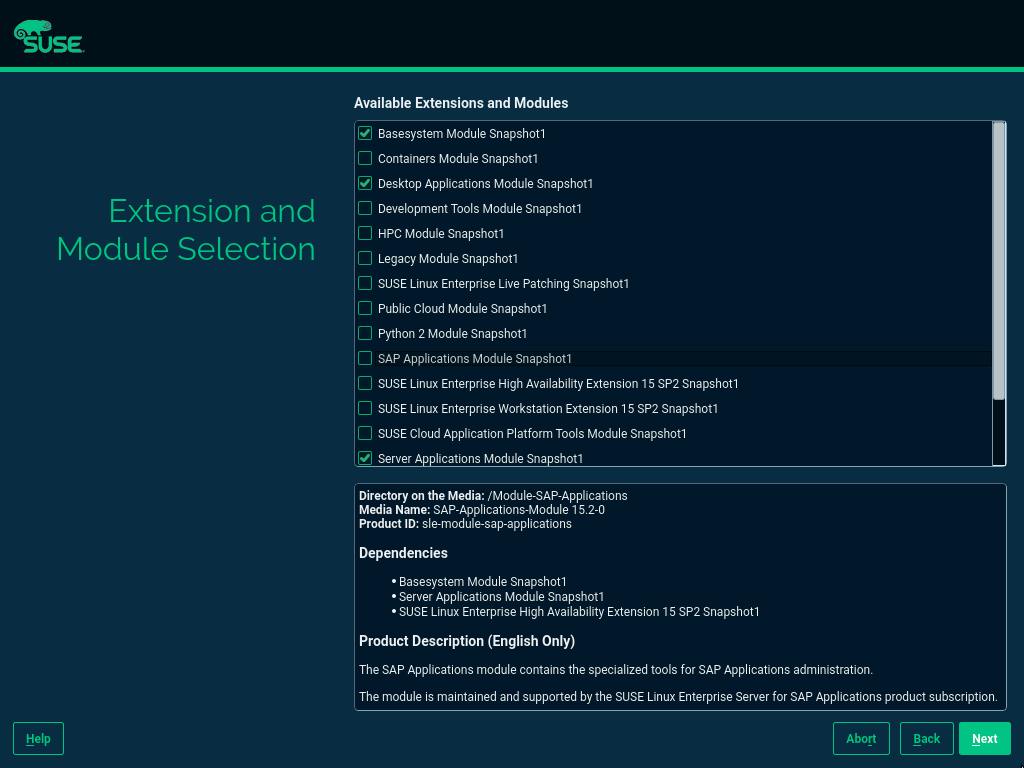 SUSE
Available Extensions and Modules
Extension and
Module Selection
Basesystem Module Snapshot1
Containers Module Snapshot1
Desktop Applications Module Snapshot1
Development Tools Module Snapshot1
HPC Module Snapshot1
Legacy Module Snapshot1
SUSE Linux Enterprise Live Patching Snapshot1
Public Cloud Module Snapshot1
Python 2 Module Snapshot1
SAP Applications Module Snapshot1
SUSE Linux Enterprise High Availability Extension 15 SP2 Snapshot1
SUSE Linux Enterprise Workstation Extension 15 SP2 Snapshot1
SUSE Cloud Application Platform Tools Module Snapshot1
Server Applications Module Snapshot1
Directory on the Media: /Module-SAP-Applications
Media Name: SAP-Applications-Module 15.2-0
Product ID: sle-module-sap-applications
Dependencies
• Basesystem Module Snapshot1
• Server Applications Module Snapshot1
• SUSE Linux Enterprise High Availability Extension 15 SP2 Snapshot1
Product Description (English Only)
The SAP Applications module contains the specialized tools for SAP Applications administration.
The module is maintained and supported by the SUSE Linux Enterprise Server for SAP Applications product subscription.
Help
Abort
Back
Next